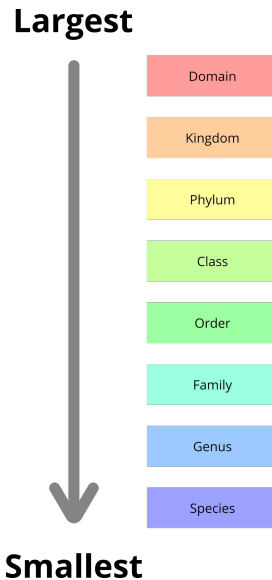 Largest
Domain
Kingdom
Phylum
Class
Order
Family
Genus
Species
Smallest